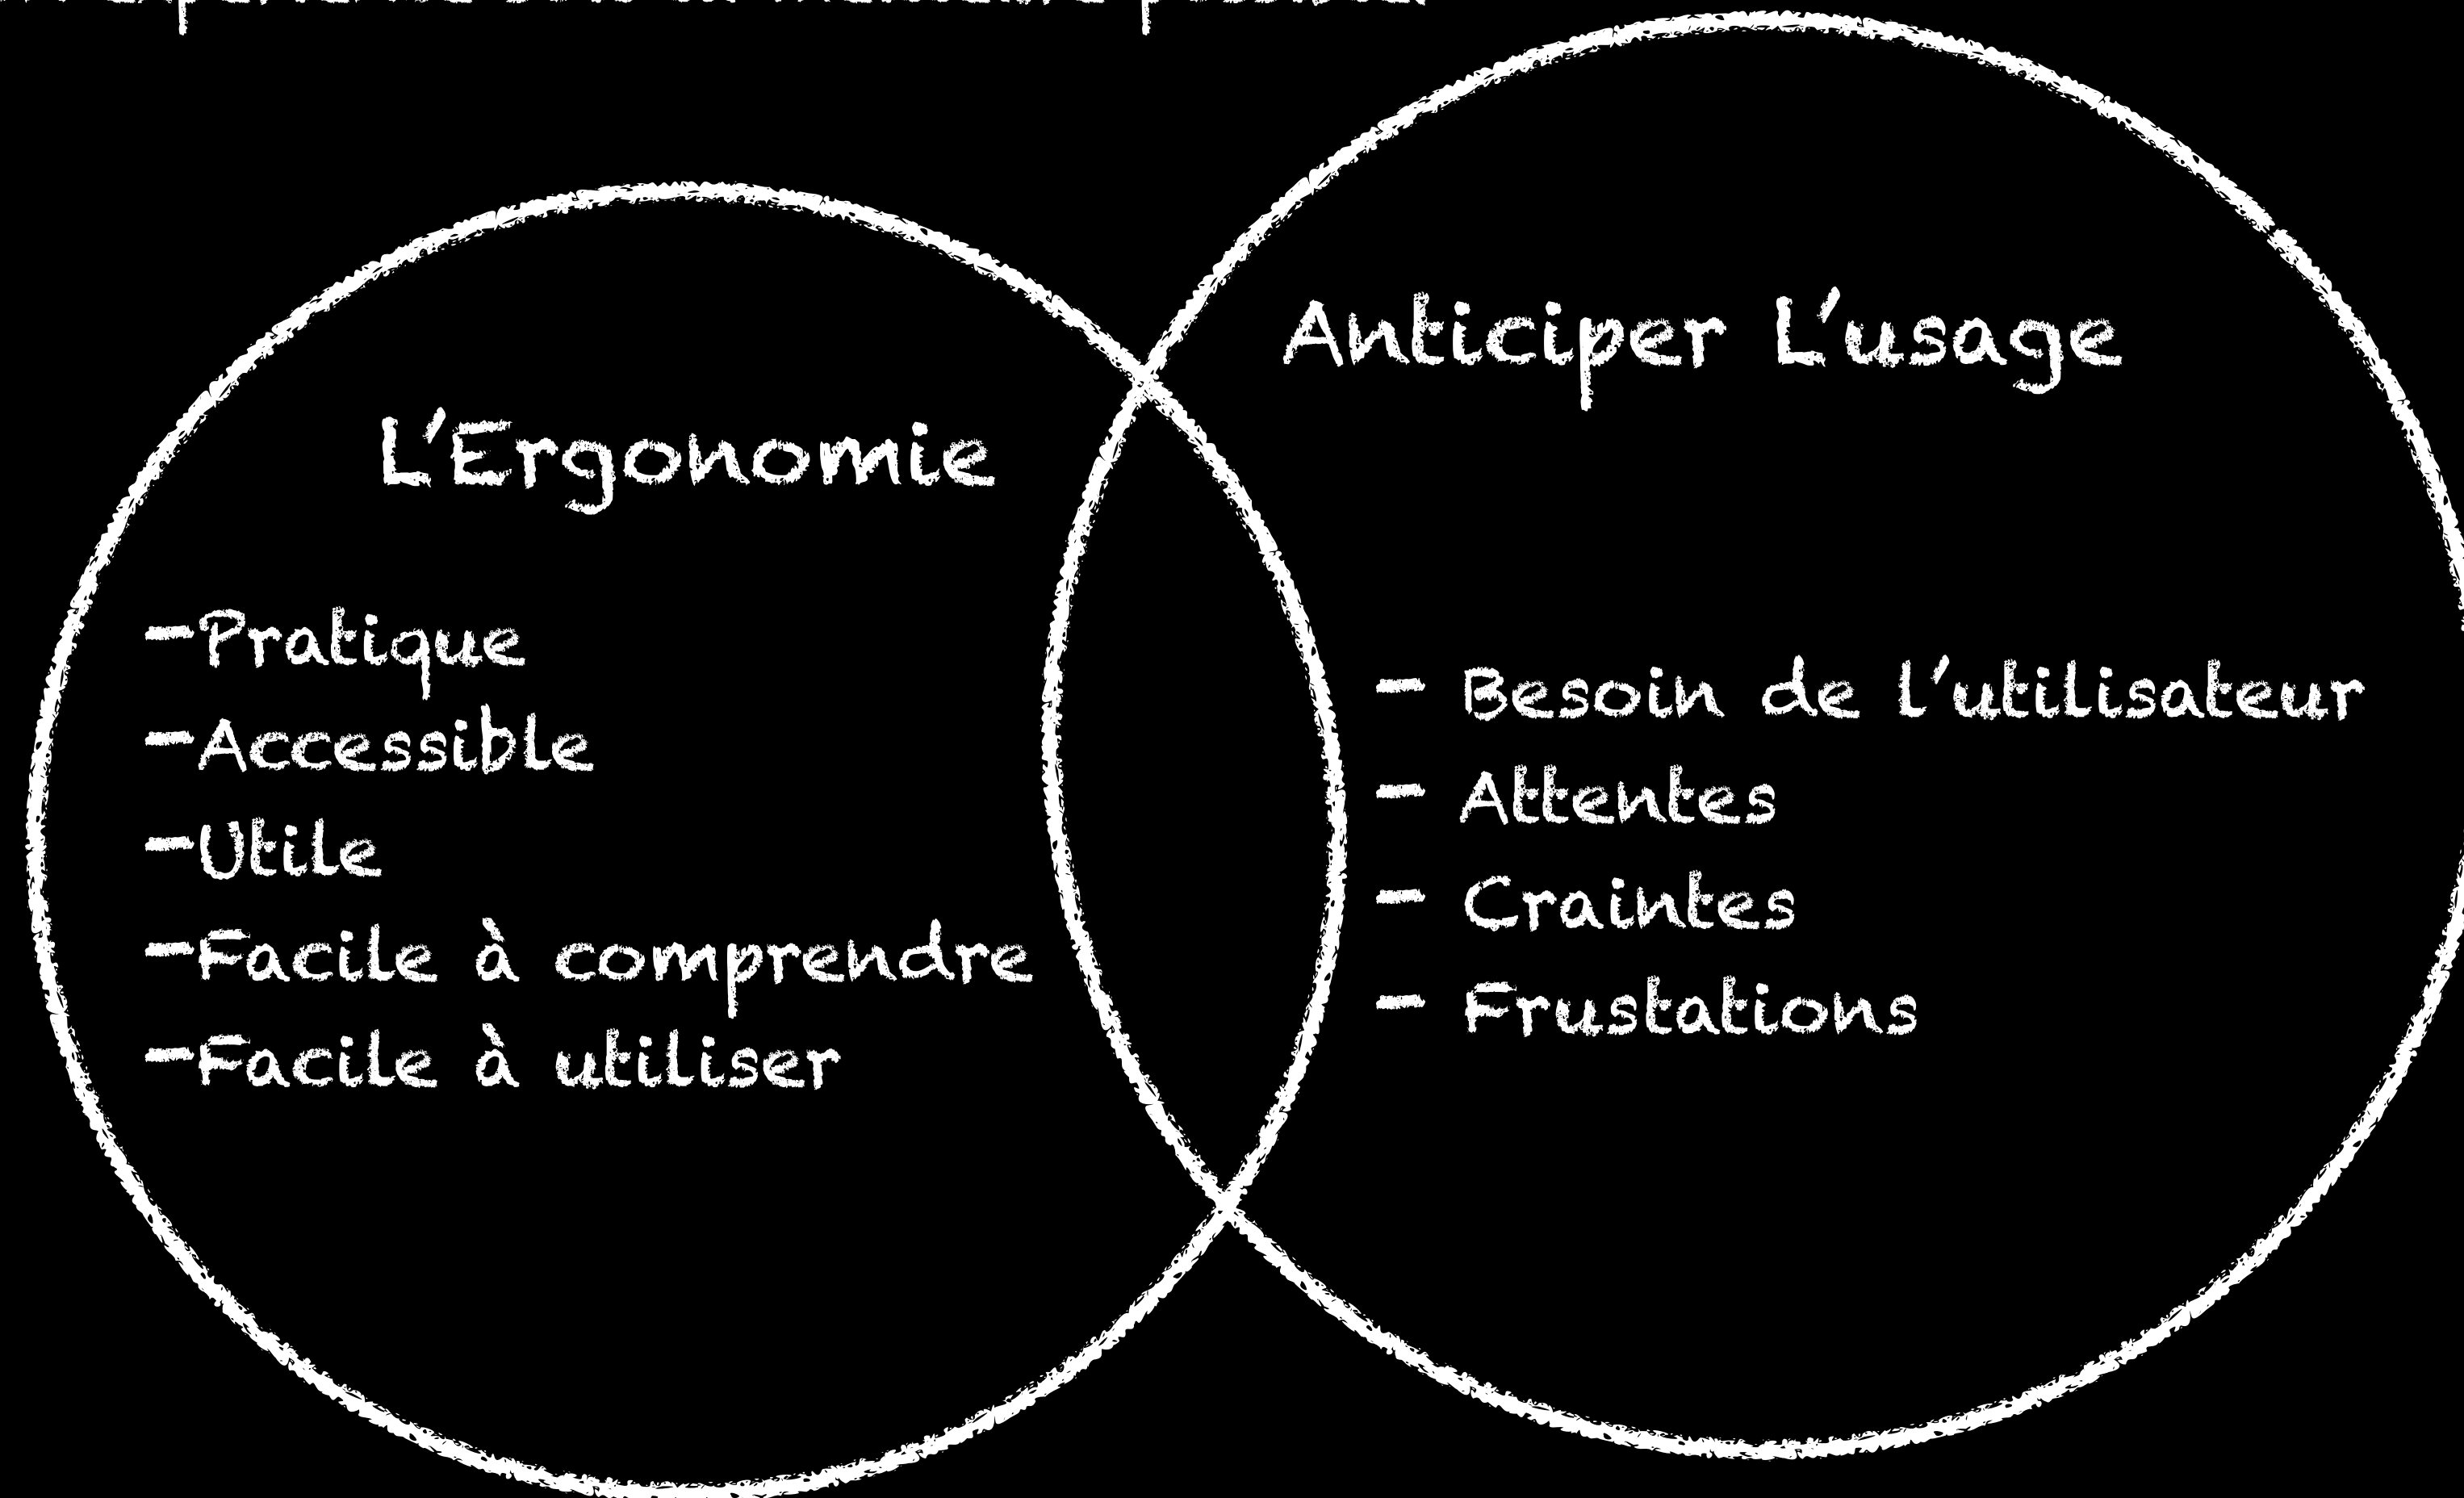 Anticiper L'usage
L'Ergonomie
-Pratique
-Accessible
-Utile
-Facile à comprendre
-Facile à utiliser
- Besoin de l'utilisateur
- Attentes
- Craintes
- Frustations